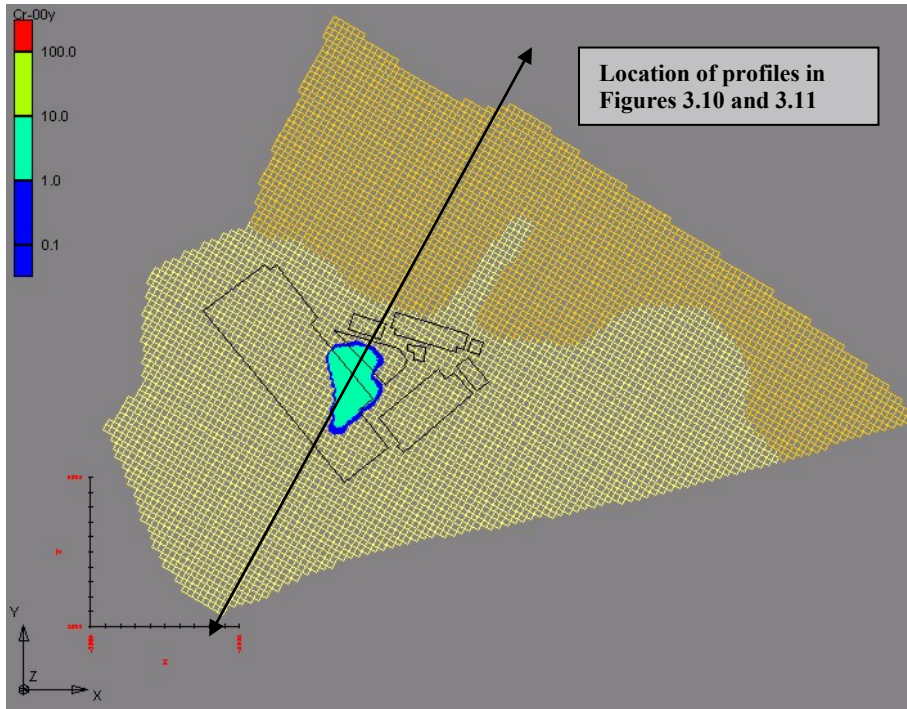 Cr-00y
100.0
10.0
1.0
0.1
Location of profiles in
Figures 3.10 and 3.11
Y
Z
X